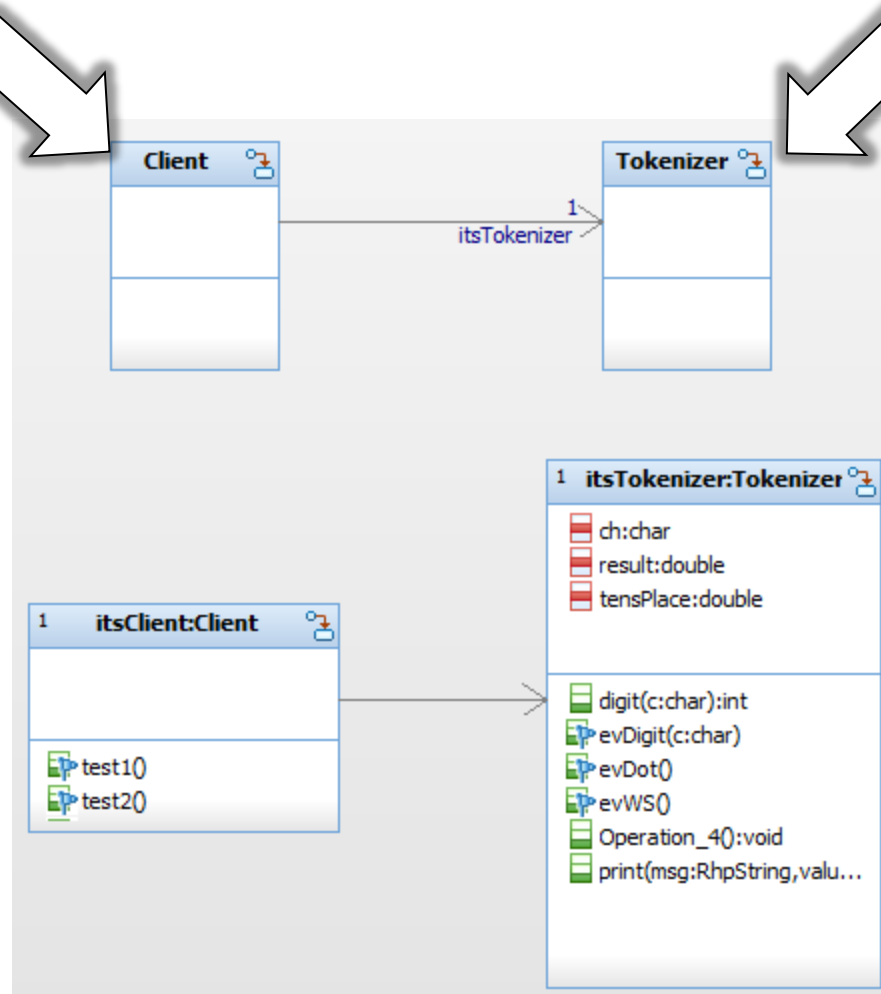 Client
Tokenizer
1
itsTokenizer
1 itsTokenizer:Tokenizer
ch:char
result:double
tensPlace:double
1 itsClient:Client
test1()
test2()
digit(c:char):int
evDigit(c:char)
evDot()
evWS()
Operation_4():void
print(msg:RhpString,valu...